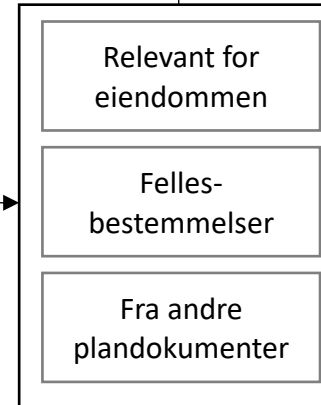 Relevant for
eiendommen
Felles-
bestemmelser
Fra andre
plandokumenter